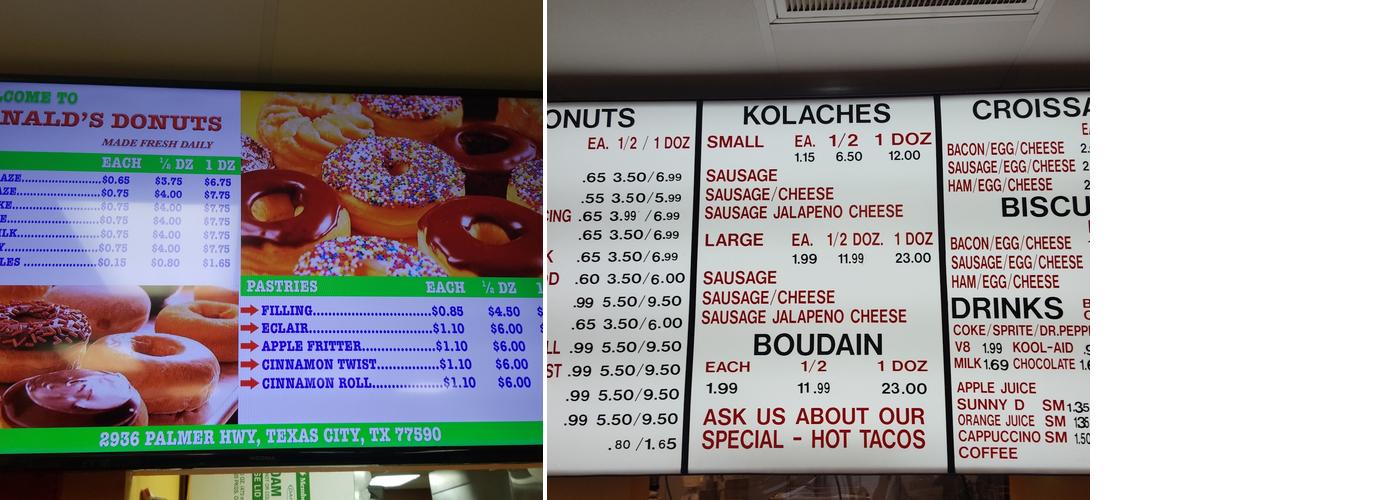 LCOME TO
NALD'S DONUTS
MADE FRESH DAILY
EACH ½ DZ 1 DZ
AZE $0.65 $3.75 $6.75
AZE $0.75 $4.00 $7.75
KE $0.75 $4.00 $7.75
E $0.75 $4.00 $7.75
LK $0.75 $4.00 $7.75
Y $0.75 $4.00 $7.75
LES $0.15 $0.80 $1.65
PASTRIES EACH ½ DZ 1
FILLING $0.85 $4.50 $
ECLAIR $1.10 $6.00 $
APPLE FRITTER $1.10 $6.00
CINNAMON TWIST $1.10 $6.00
CINNAMON ROLL $1.10 $6.00
2936 PALMER HWY, TEXAS CITY, TX 77590
ONUTS
EA. 1/2 / 1 DOZ
.65 3.50/6.99
.55 3.50/5.99
ING .65 3.99 /6.99
.65 3.50/6.99
K .65 3.50/6.99
D .60 3.50/6.00
.99 5.50/9.50
.65 3.50/6.00
LL .99 5.50/9.50
ST .99 5.50/9.50
.99 5.50/9.50
.99 5.50/9.50
.80 /1.65
KOLACHES
SMALL EA. 1/2 1 DOZ
1.15 6.50 12.00
SAUSAGE
SAUSAGE/CHEESE
SAUSAGE JALAPENO CHEESE
LARGE EA. 1/2 DOZ. 1 DOZ
1.99 11.99 23.00
SAUSAGE
SAUSAGE/CHEESE
SAUSAGE JALAPENO CHEESE
BOUDAIN
EACH 1/2 1 DOZ
1.99 11.99 23.00
ASK US ABOUT OUR
SPECIAL - HOT TACOS
CROISSA
BACON/EGG/CHEESE 2.
SAUSAGE/EGG/CHEESE 2.
HAM/EGG/CHEESE 2
BISCU
BACON/EGG/CHEESE
SAUSAGE/EGG/CHEESE
HAM/EGG/CHEESE
DRINKS
COKE/SPRITE/DR.PEPP
V8 1.99 KOOL-AID .9
MILK 1.69 CHOCOLATE 1.6
APPLE JUICE
SUNNY D SM 1.35
ORANGE JUICE SM 1.35
CAPPUCCINO SM 1.50
COFFEE